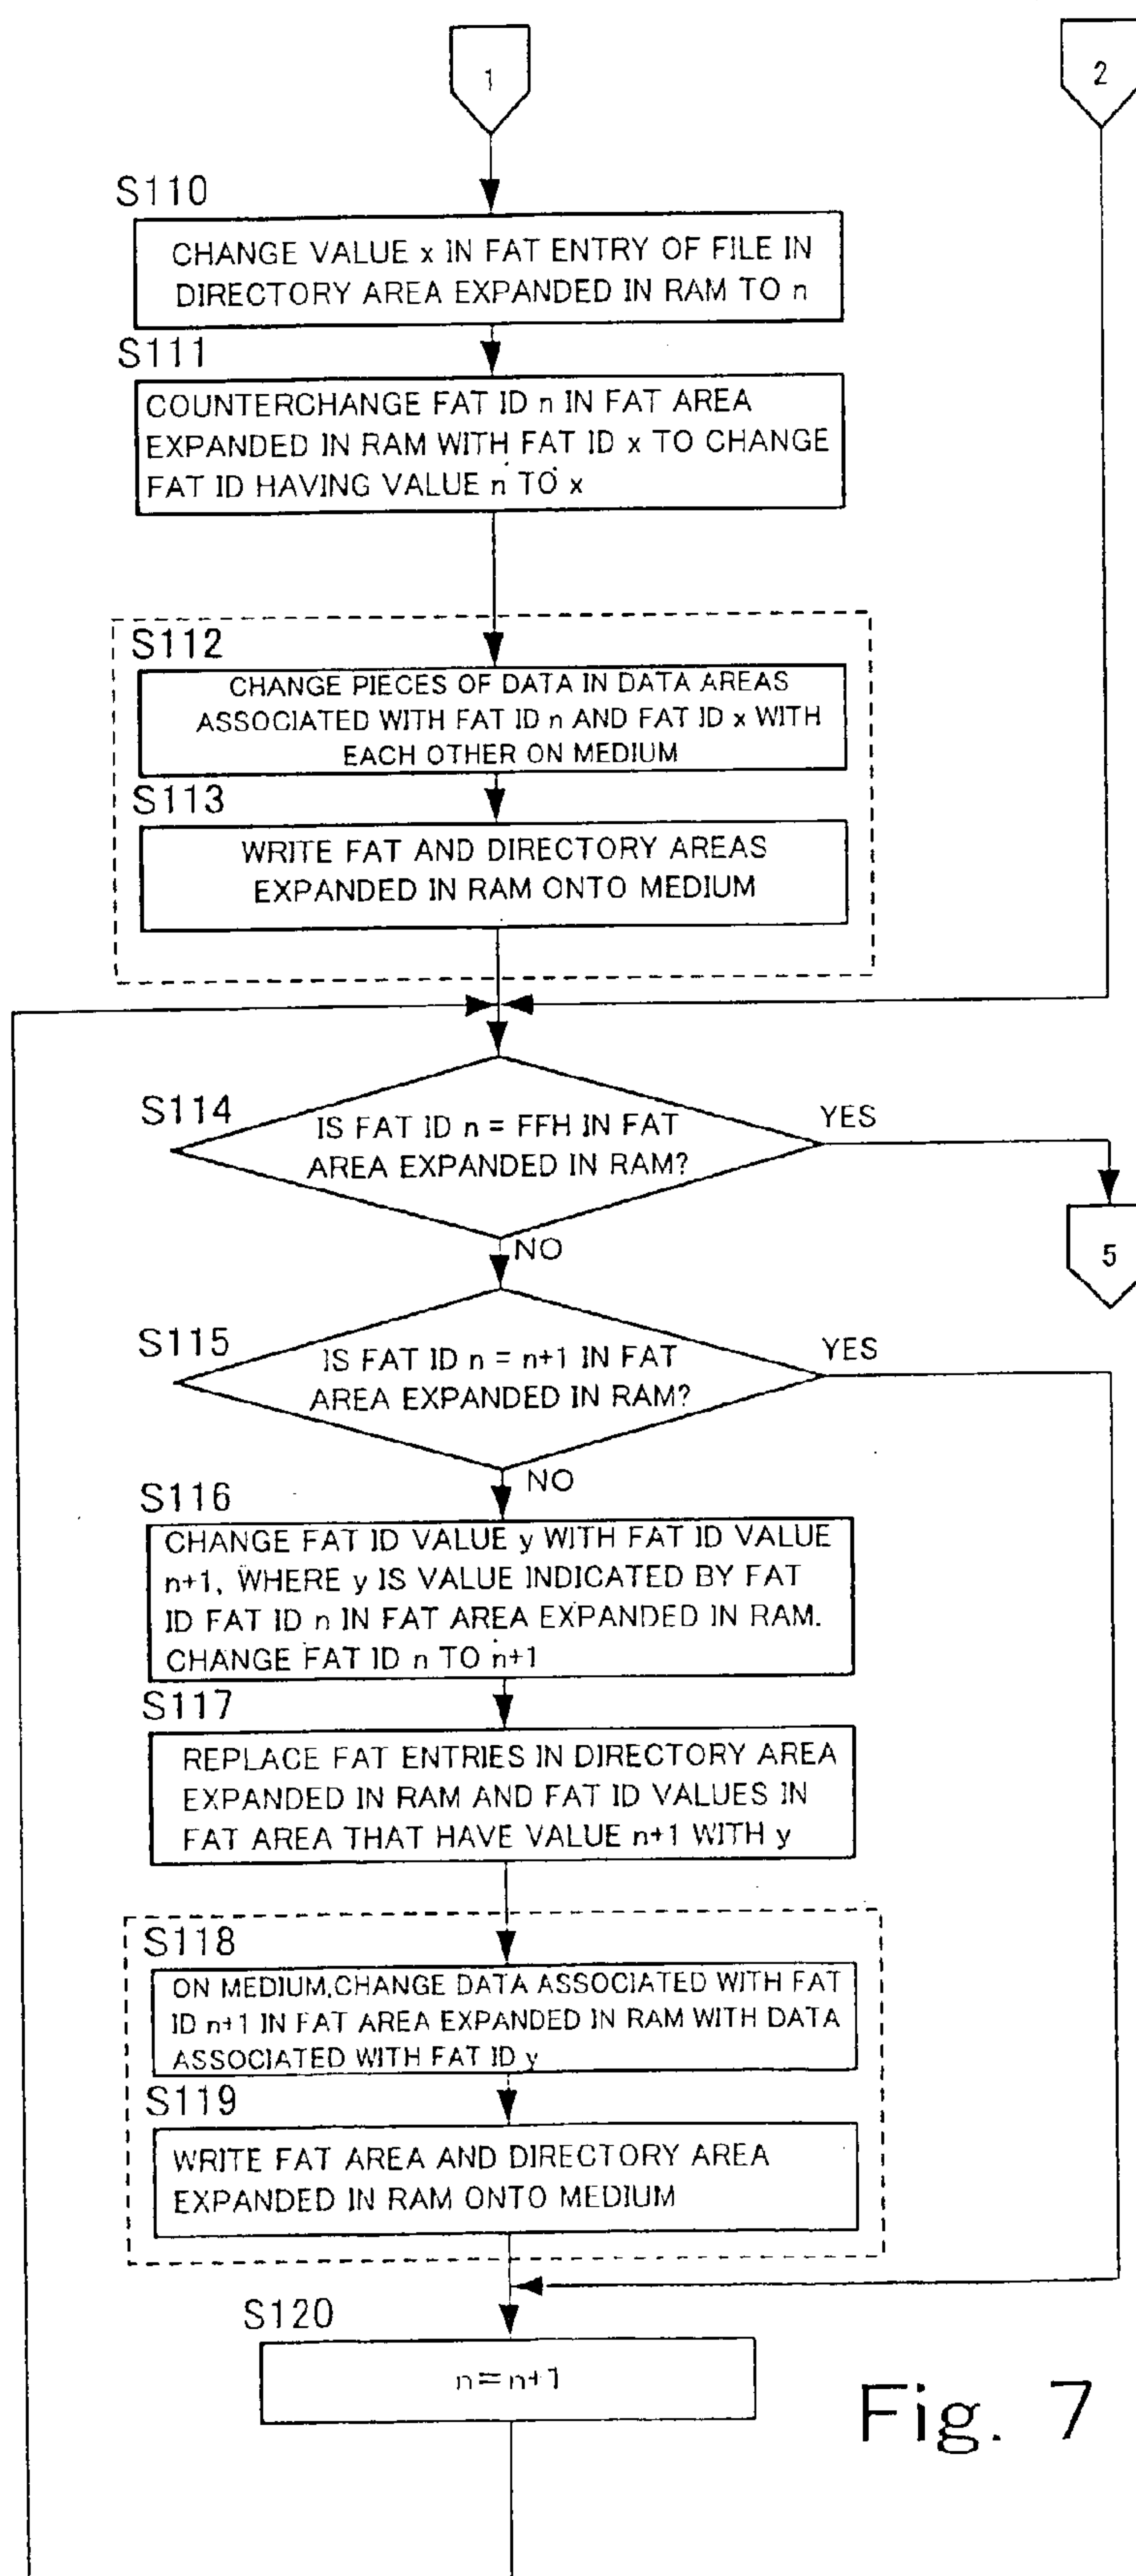 1
2
S110
CHANGE VALUE x IN FAT ENTRY OF FILE IN
DIRECTORY AREA EXPANDED IN RAM TO n
S111
COUNTERCHANGE FAT ID n IN FAT AREA
EXPANDED IN RAM WITH FAT ID x TO CHANGE
FAT ID HAVING VALUE n TO x
S112
CHANGE PIECES OF DATA IN DATA AREAS
ASSOCIATED WITH FAT ID n AND FAT ID x WITH
EACH OTHER ON MEDIUM
S113
WRITE FAT AND DIRECTORY AREAS
EXPANDED IN RAM ONTO MEDIUM
S114
IS FAT ID n = FFH IN FAT
AREA EXPANDED IN RAM?
YES
NO
5
S115
IS FAT ID n = n+1 IN FAT
AREA EXPANDED IN RAM?
YES
NO
S116
CHANGE FAT ID VALUE y WITH FAT ID VALUE
n+1, WHERE y IS VALUE INDICATED BY FAT
ID FAT ID n IN FAT AREA EXPANDED IN RAM.
CHANGE FAT ID n TO n+1
S117
REPLACE FAT ENTRIES IN DIRECTORY AREA
EXPANDED IN RAM AND FAT ID VALUES IN
FAT AREA THAT HAVE VALUE n+1 WITH y
S118
ON MEDIUM,CHANGE DATA ASSOCIATED WITH FAT
ID n+1 IN FAT AREA EXPANDED IN RAM WITH DATA
ASSOCIATED WITH FAT ID y
S119
WRITE FAT AREA AND DIRECTORY AREA
EXPANDED IN RAM ONTO MEDIUM
S120
n=n+1
Fig. 7